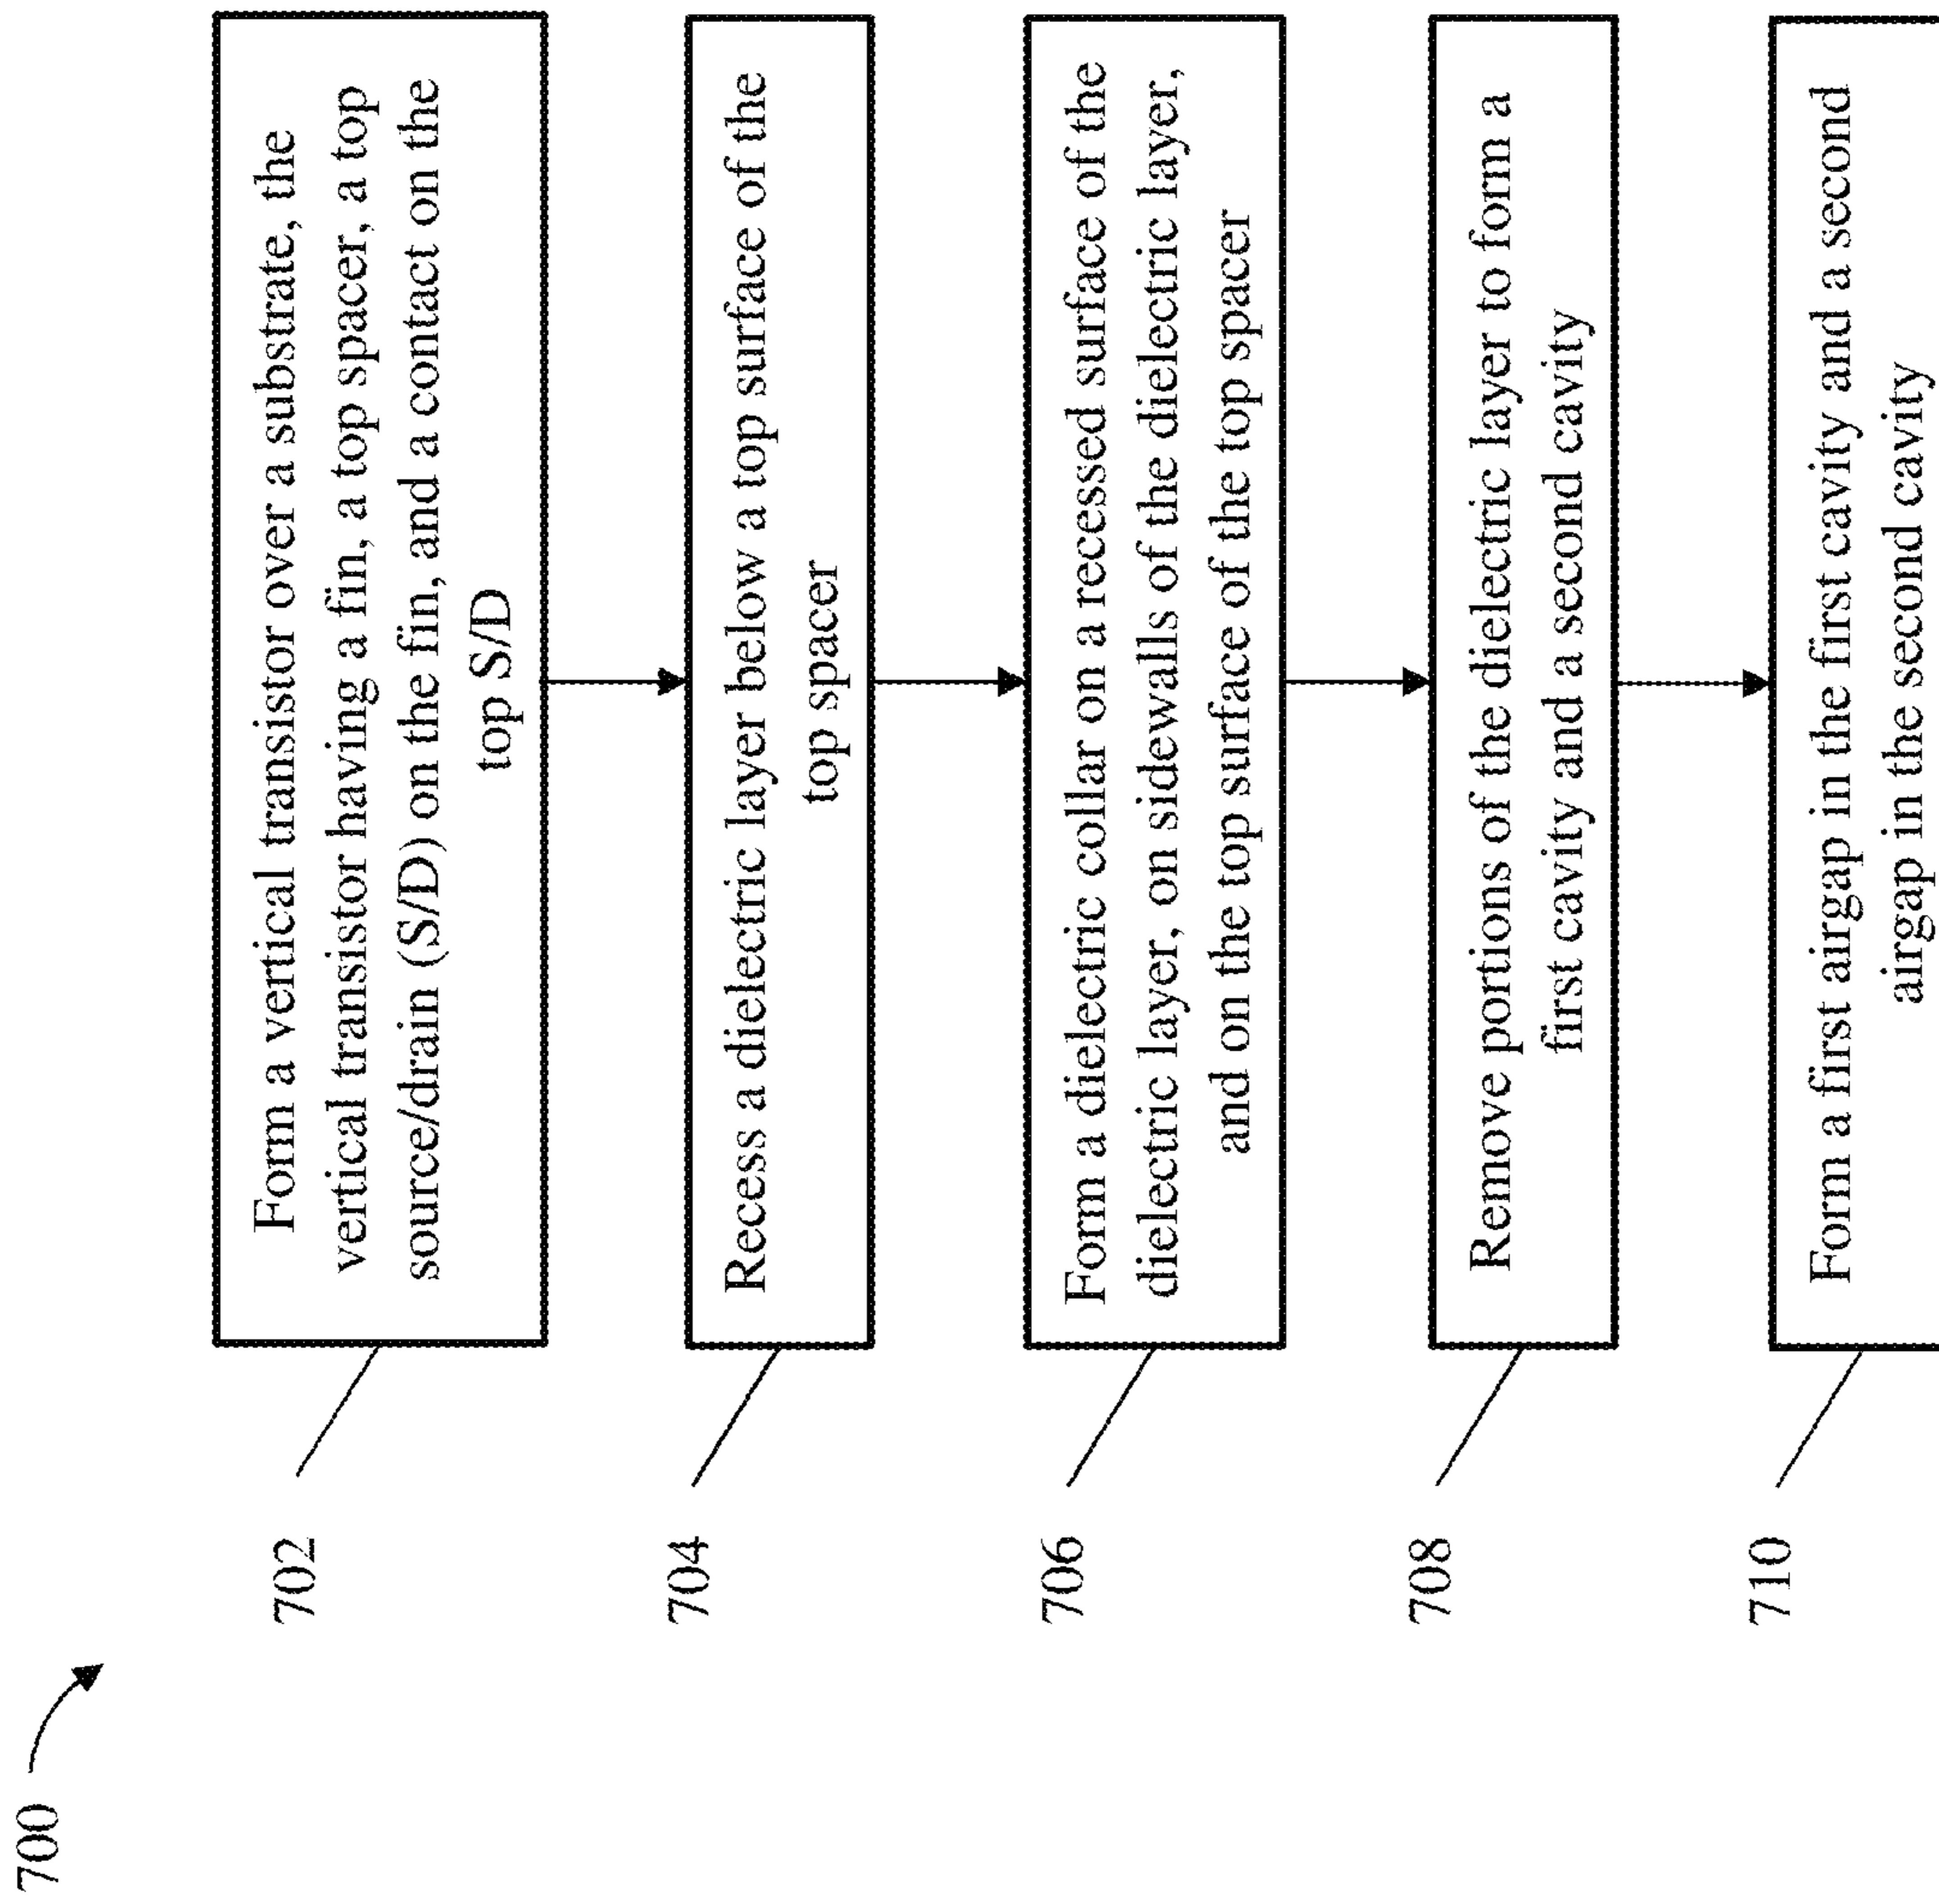 700
702
Form a vertical transistor over a substrate, the
vertical transistor having a fin, a top spacer, a top
source/drain (S/D) on the fin, and a contact on the
top S/D
704
Recess a dielectric layer below a top surface of the
top spacer
706
Form a dielectric collar on a recessed surface of the
dielectric layer, on sidewalls of the dielectric layer,
and on the top surface of the top spacer
708
Remove portions of the dielectric layer to form a
first cavity and a second cavity
710
Form a first airgap in the first cavity and a second
airgap in the second cavity